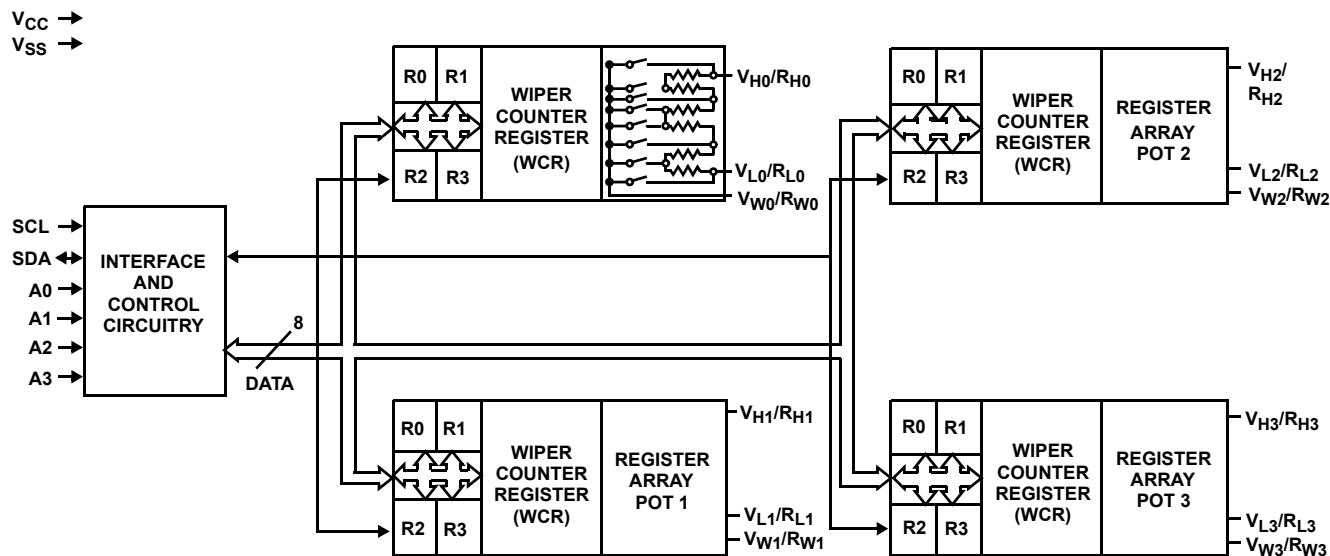 VCC
VSS
R0 R1
R2 R3
WIPER
COUNTER
REGISTER
(WCR)
VH0/RH0
VL0/RL0
VW0/RW0
R0 R1
R2 R3
WIPER
COUNTER
REGISTER
(WCR)
REGISTER
ARRAY
POT 2
VH2/
RH2
VL2/RL2
VW2/RW2
SCL
SDA
A0
A1
A2
A3
INTERFACE
AND
CONTROL
CIRCUITRY
8
DATA
R0 R1
R2 R3
WIPER
COUNTER
REGISTER
(WCR)
REGISTER
ARRAY
POT 1
VH1/RH1
VL1/RL1
VW1/RW1
R0 R1
R2 R3
WIPER
COUNTER
REGISTER
(WCR)
REGISTER
ARRAY
POT 3
VH3/RH3
VL3/RL3
VW3/RW3